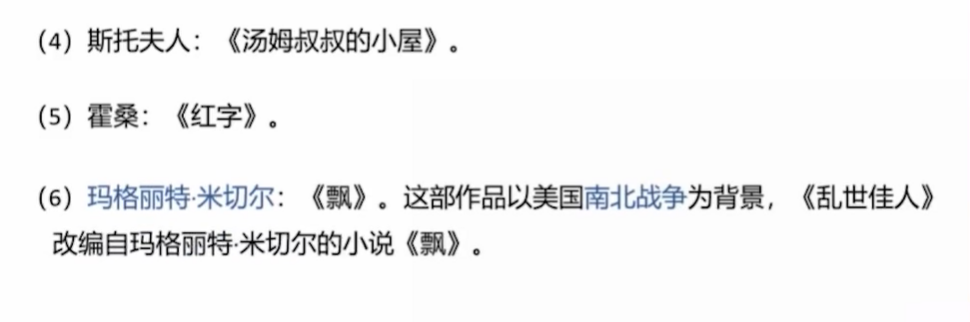 （4）斯托夫人：《汤姆叔叔的小屋》。
（5）霍桑：《红字》。
（6）玛格丽特·米切尔：《飘》。这部作品以美国南北战争为背景，《乱世佳人》
改编自玛格丽特·米切尔的小说《飘》。